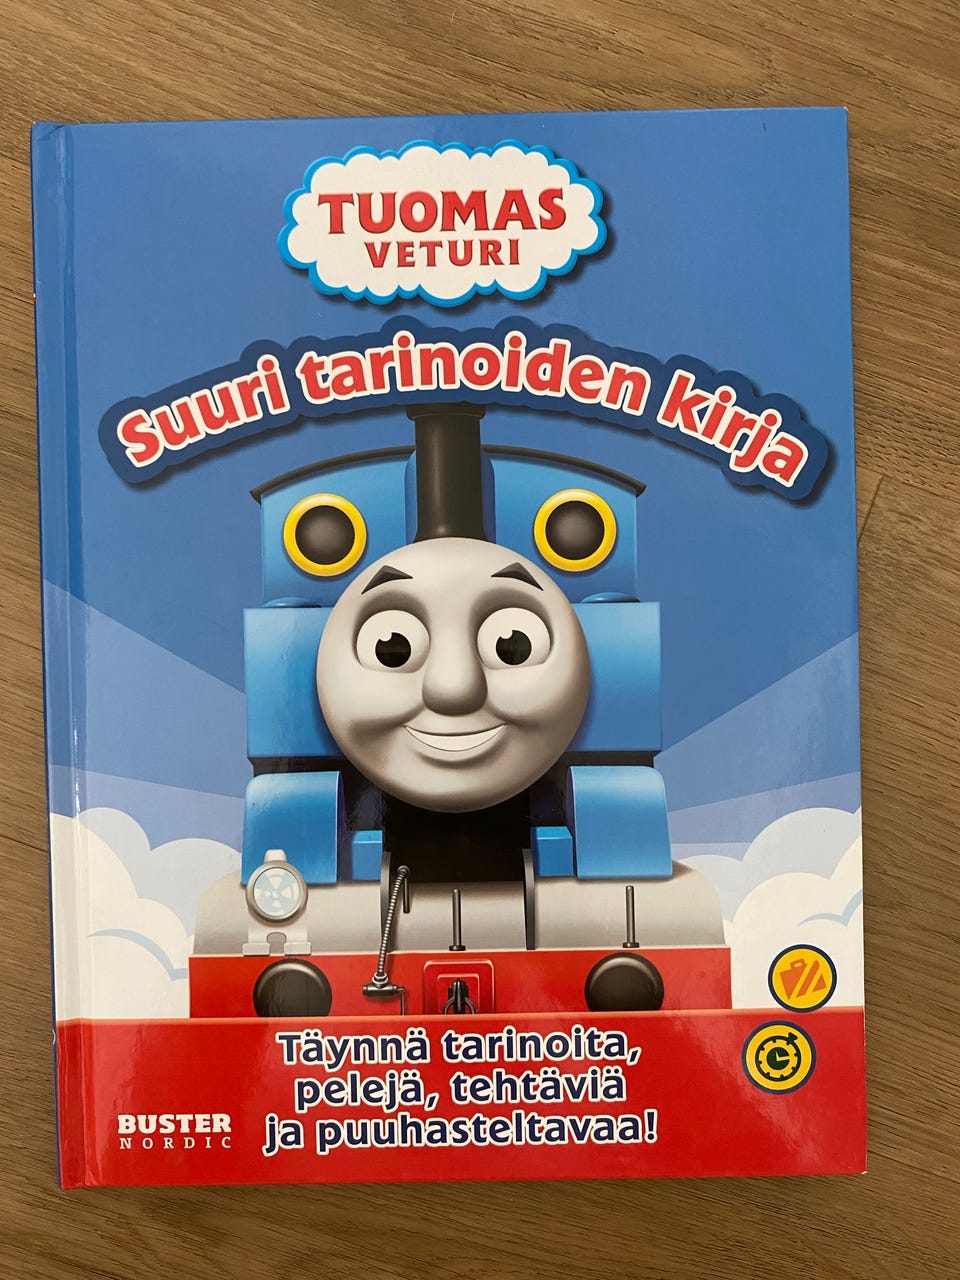 TUOMAS
VETURI
Suuri tarinoiden kirja
Täynnä tarinoita,
pelejä, tehtäviä
ja puuhasteltavaa!
BUSTER
NORDIC